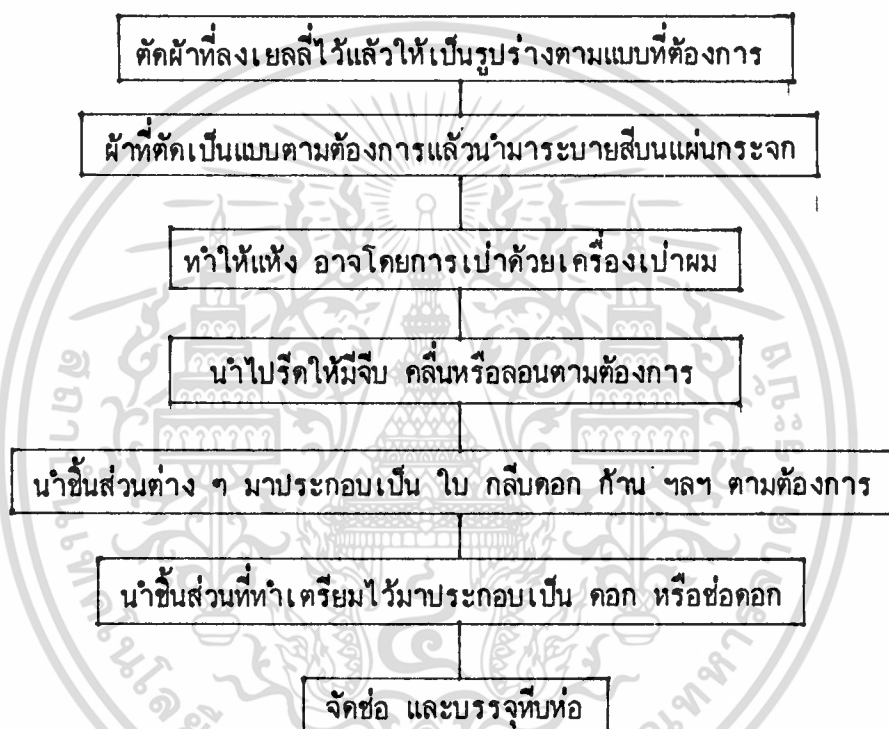 ตัดผ้าที่ลงเยลลี่ไว้แล้วให้เป็นรูปร่างตามแบบที่ต้องการ
ผ้าที่ตัดเป็นแบบตามต้องการแล้วนำมาระบายสีบนแผ่นกระจก
ทำให้แห้ง อาจโดยการเป่าด้วยเครื่องเป่าผม
นำไปรีดให้มีจีบ คลื่นหรือลอนตามต้องการ
นำชิ้นส่วนต่าง ๆ มาประกอบเป็น ใบ กลีบดอก ก้าน ฯลฯ ตามต้องการ
นำชิ้นส่วนที่ทำเตรียมไว้มาประกอบเป็น ดอก หรือช่อดอก
จัดช่อ และบรรจุหีบห่อ